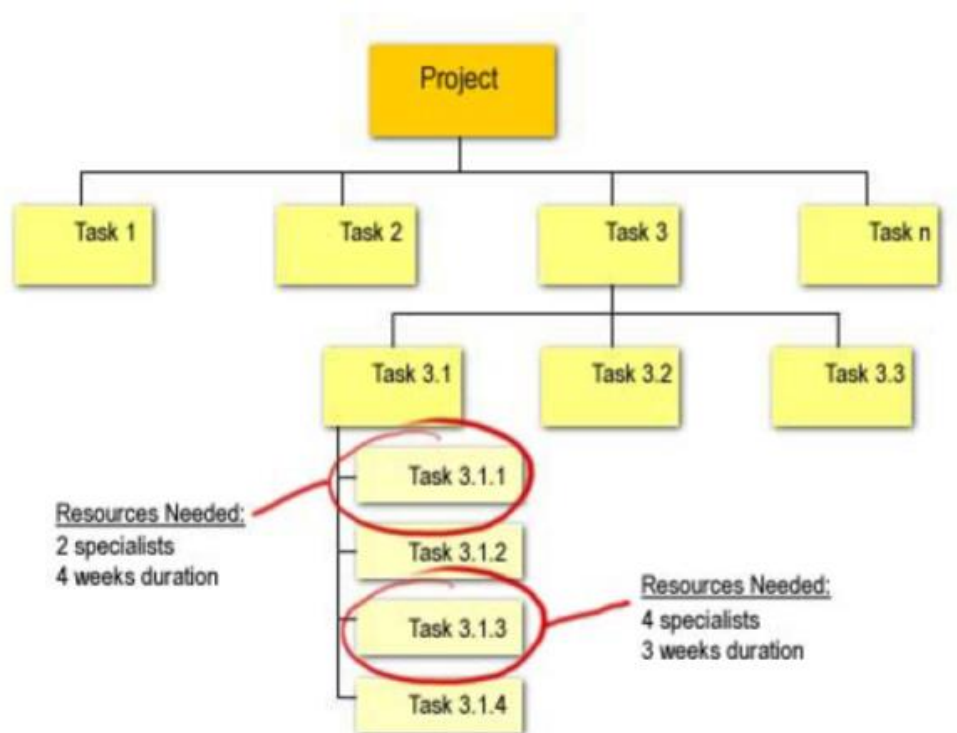 Project
Task 1
Task 2
Task 3
Task n
Task 3.1
Task 3.2
Task 3.3
Task 3.1.1
Resources Needed:
2 specialists
4 weeks duration
Task 3.1.2
Task 3.1.3
Resources Needed:
4 specialists
3 weeks duration
Task 3.1.4